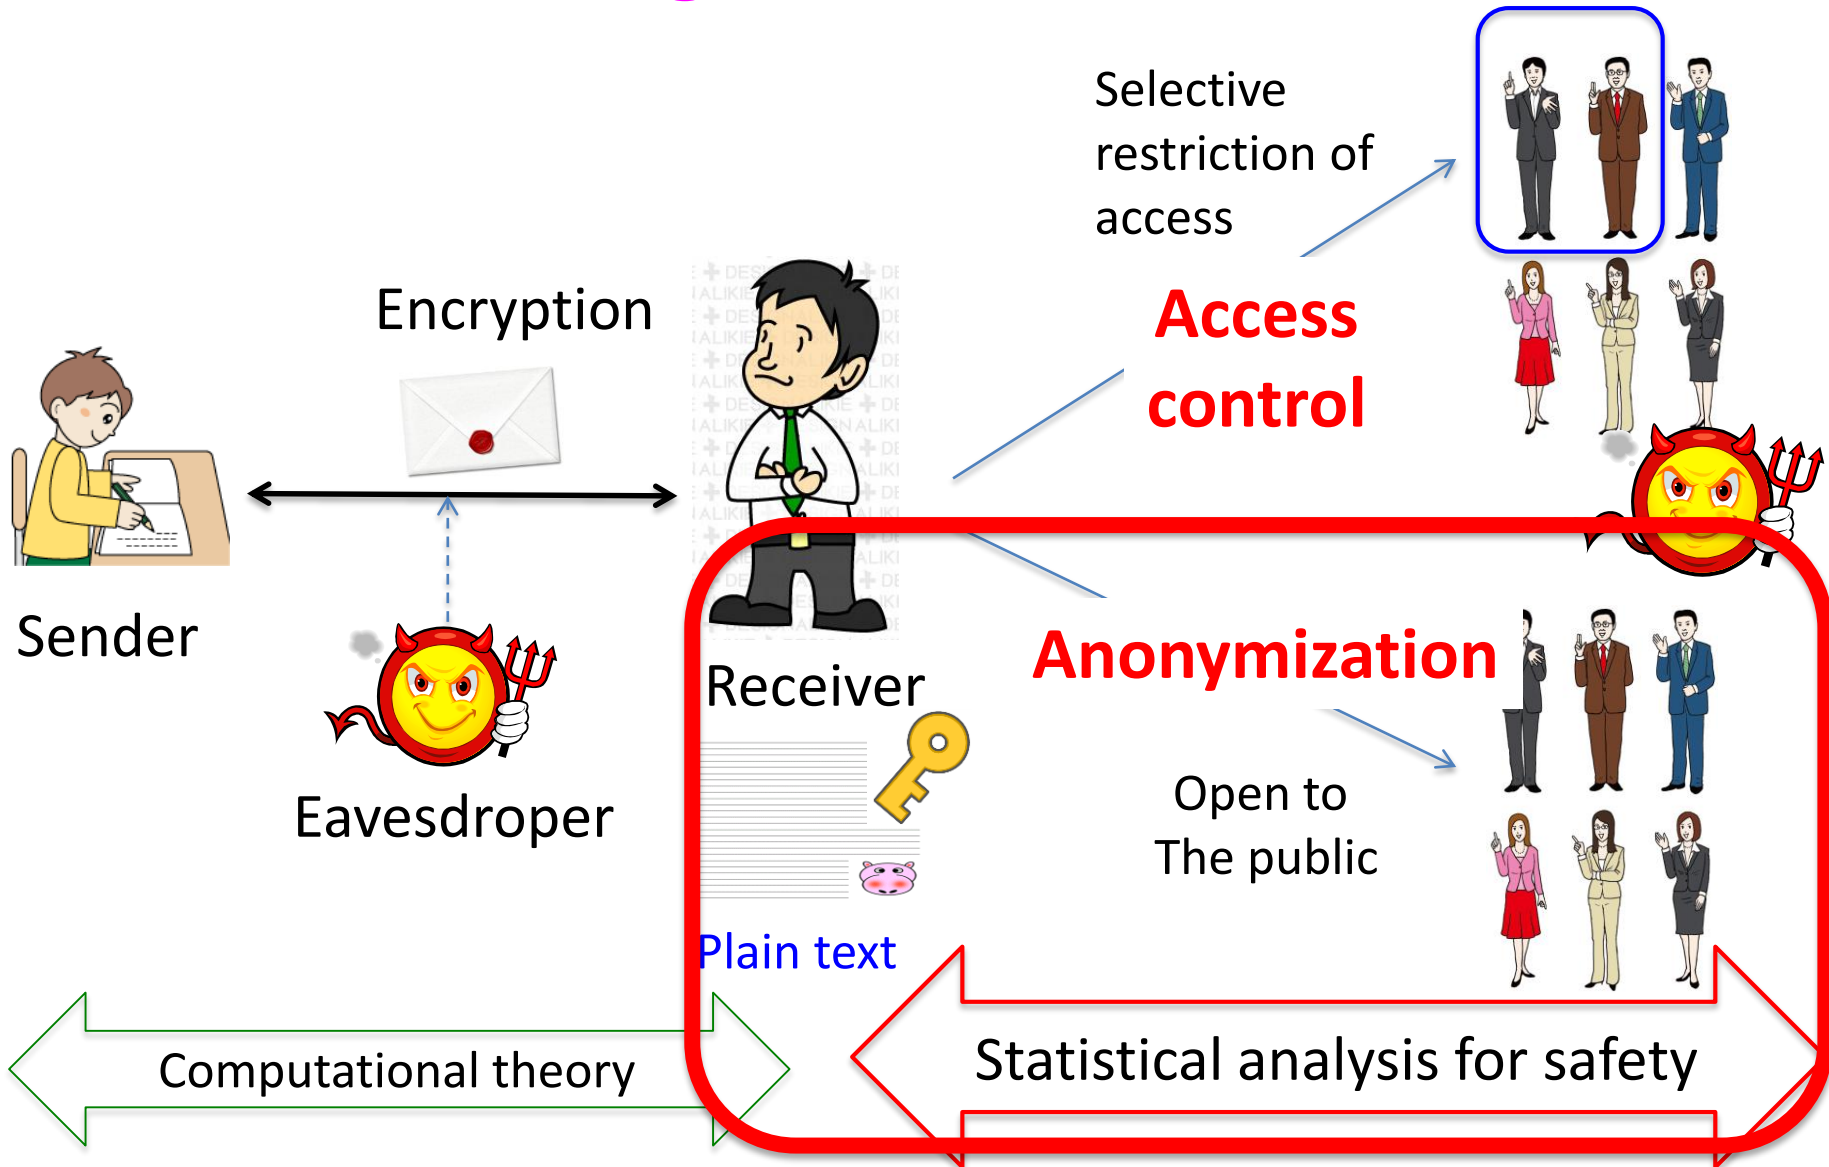 Selective
restriction of
access
Encryption
Access
control
Sender
Anonymization
Receiver
Eavesdroper
Open to
The public
Plain text
Computational theory
Statistical analysis for safety